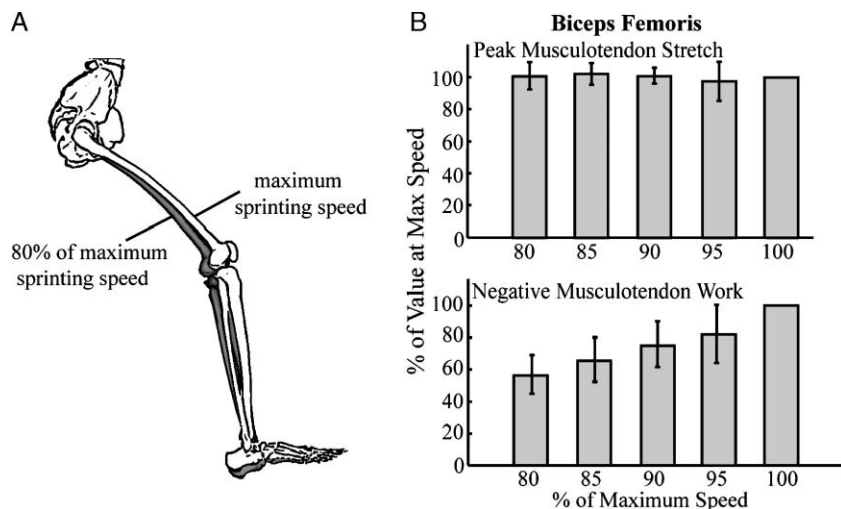 A
maximum
sprinting speed
80% of maximum
sprinting speed
B
Biceps Femoris
Peak Musculotendon Stretch
100
80
60
40
20
0
80 85 90 95 100
% of Value at Max Speed
Negative Musculotendon Work
100
80
60
40
20
0
80 85 90 95 100
% of Maximum Speed